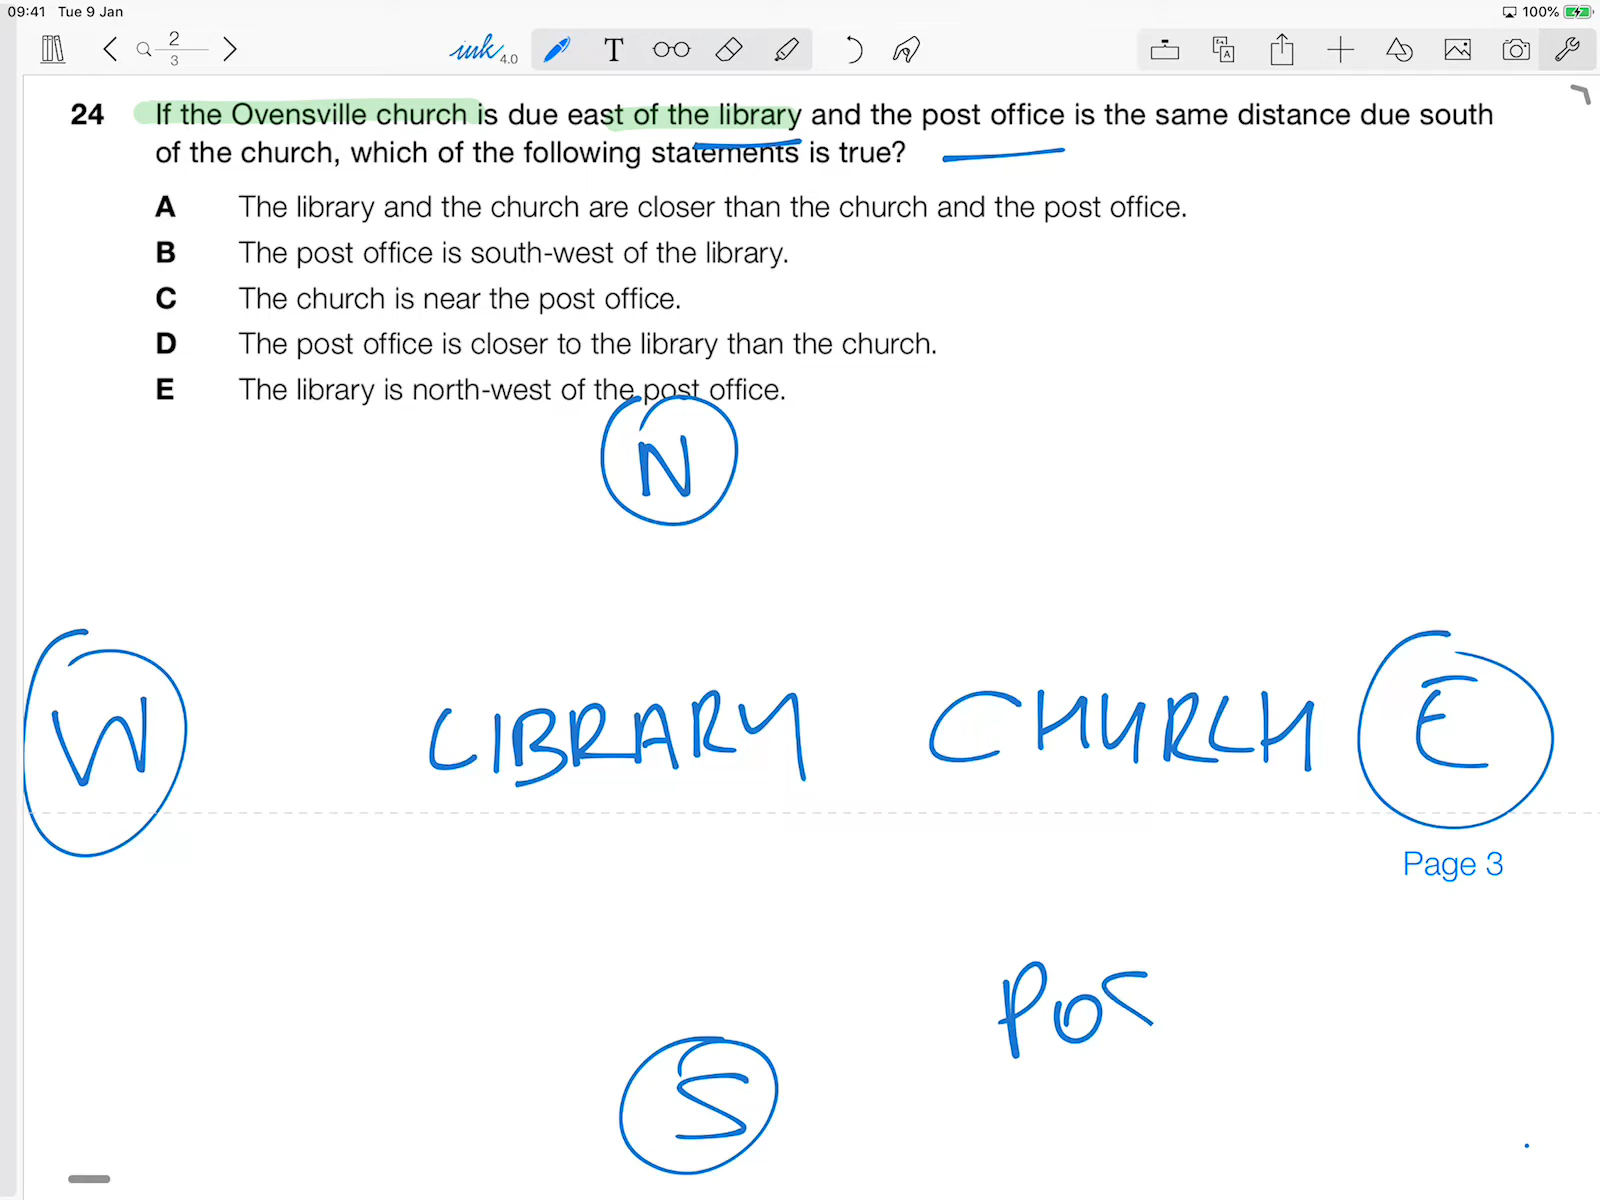 09:41 Tue 9 Jan 100%
2
3
ink 4.0 T
24 If the Ovensville church is due east of the library and the post office is the same distance due south
of the church, which of the following statements is true?
A The library and the church are closer than the church and the post office.
B The post office is south-west of the library.
C The church is near the post office.
D The post office is closer to the library than the church.
E The library is north-west of the post office.
N
W LIBRARY CHURCH E
Page 3
POS
S